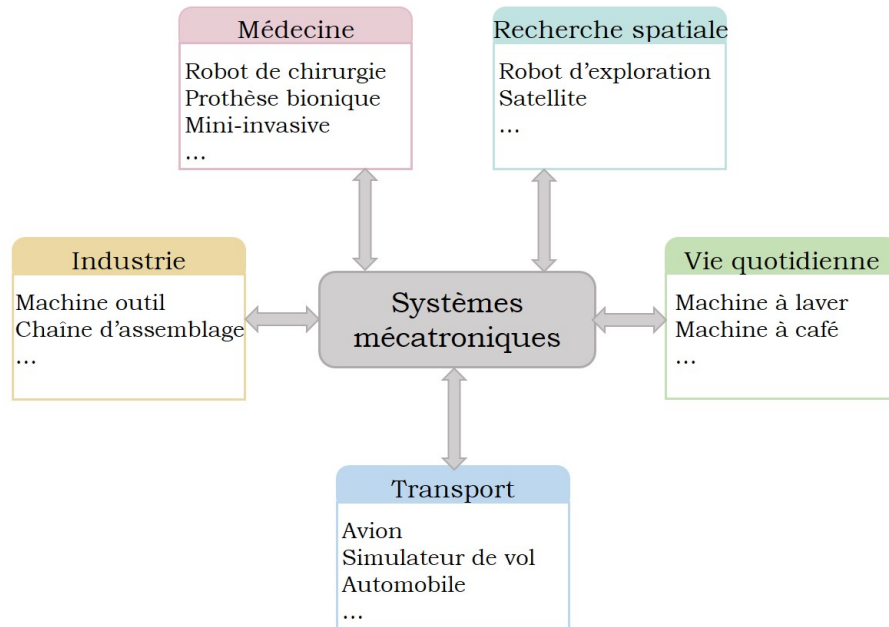 Médecine
Robot de chirurgie
Prothèse bionique
Mini-invasive
...
Recherche spatiale
Robot d'exploration
Satellite
...
Industrie
Machine outil
Chaîne d'assemblage
...
Systèmes
mécatroniques
Vie quotidienne
Machine à laver
Machine à café
...
Transport
Avion
Simulateur de vol
Automobile
...